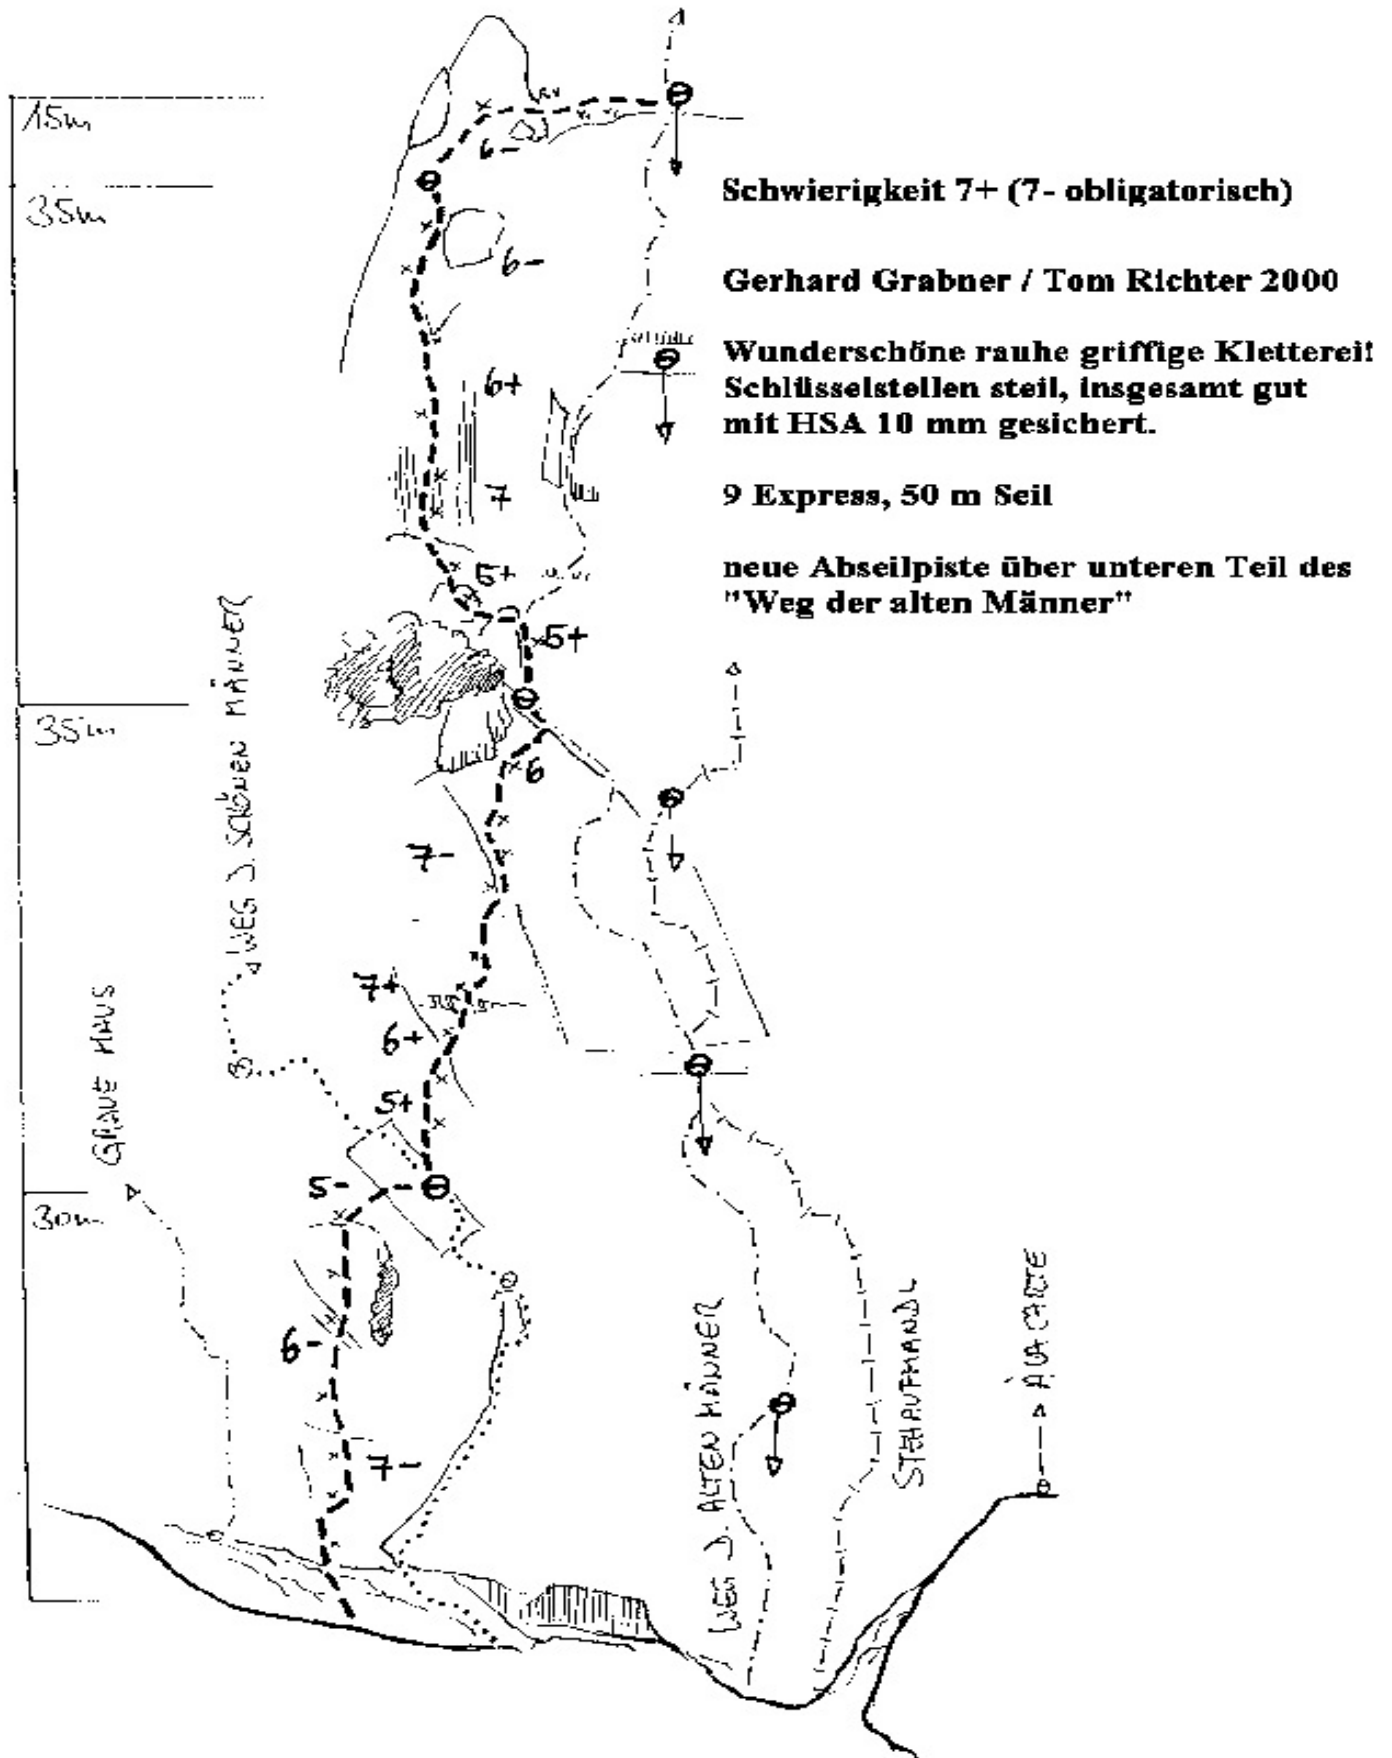 15m
6-
35m
Schwierigkeit 7+ (7- obligatorisch)
6-
Gerhard Grabner / Tom Richter 2000
Wunderschöne rauhe griffige Kletterei!
Schlüsselstellen steil, insgesamt gut
mit HSA 10 mm gesichert.
6+
7
9 Express, 50 m Seil
neue Abseilpiste über unteren Teil des
"Weg der alten Männer"
5+
5+
35m
6
WEG D. SCHÖNEN MÄNNER
7-
7+
6+
GRAUE MAUS
5+
5-
30m
6-
7-
WEG D. ALTEN MÄNNER
STEHAUFMANDL
À LA CARTE